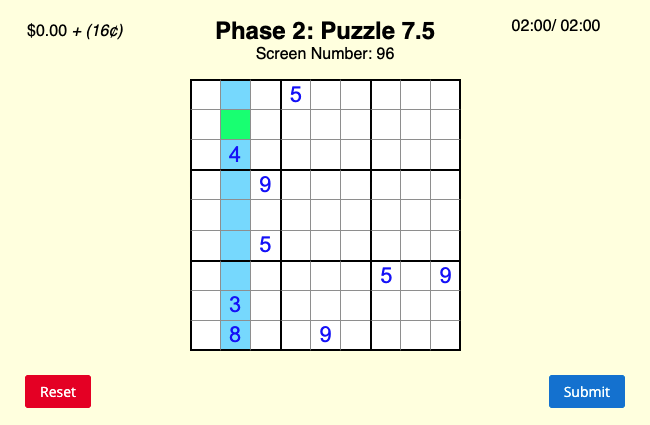 $0.00 + (16¢)
Phase 2: Puzzle 7.5
02:00/ 02:00
Screen Number: 96
5
4
9
5
5 9
3
8 9
Reset Submit